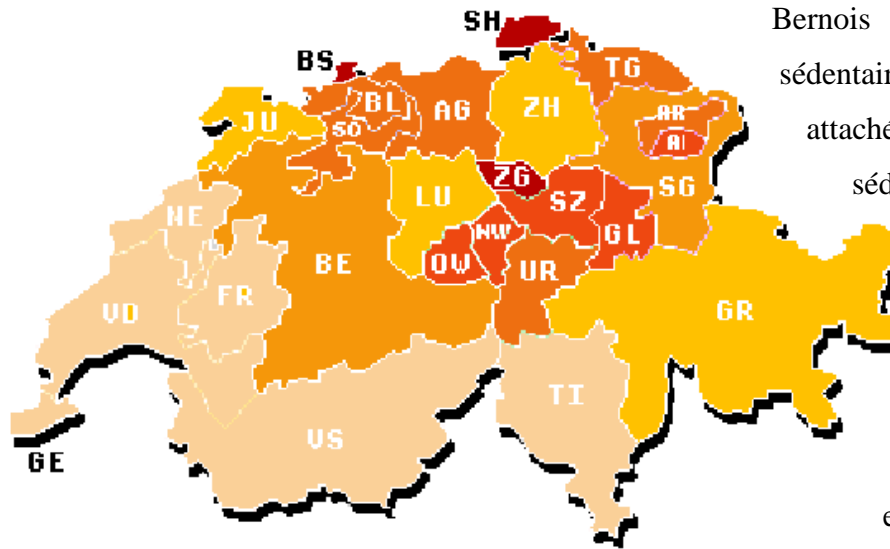 SH
Bernois
BS
TG
sédentair
BL
AG
ZH
AR
JU
SO
attaché
AI
ZG
LU
SZ
SG
séd
NE
NW
GL
BE
OW
UR
FR
VD
GR
TI
VS
GE
e